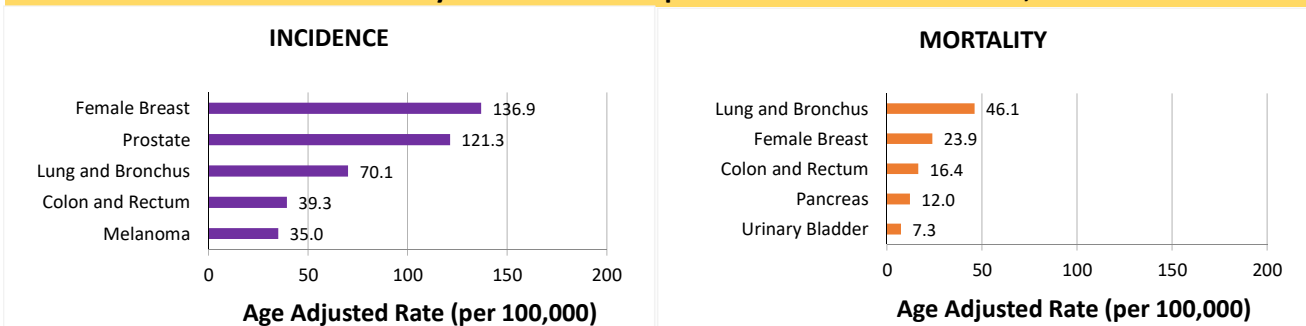 INCIDENCE
Female Breast 136.9
Prostate 121.3
Lung and Bronchus 70.1
Colon and Rectum 39.3
Melanoma 35.0
0 50 100 150 200
Age Adjusted Rate (per 100,000)
MORTALITY
Lung and Bronchus 46.1
Female Breast 23.9
Colon and Rectum 16.4
Pancreas 12.0
Urinary Bladder 7.3
0 50 100 150 200
Age Adjusted Rate (per 100,000)